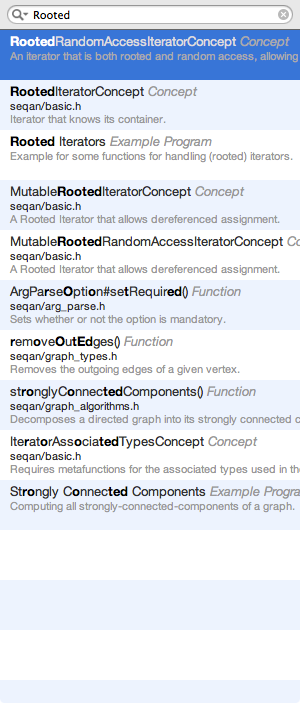 Rooted
RootedRandomAccessIteratorConcept Concept
An iterator that is both rooted and random access, allowing
RootedIteratorConcept Concept
seqan/basic.h
Iterator that knows its container.
Rooted Iterators Example Program
Example for some functions for handling (rooted) iterators.
MutableRootedIteratorConcept Concept
seqan/basic.h
A Rooted Iterator that allows dereferenced assignment.
MutableRootedRandomAccessIteratorConcept Co
seqan/basic.h
A Rooted Iterator that allows dereferenced assignment.
ArgParseOption#setRequired() Function
seqan/arg_parse.h
Sets whether or not the option is mandatory.
removeOutEdges() Function
seqan/graph_types.h
Removes the outgoing edges of a given vertex.
stronglyConnectedComponents() Function
seqan/graph_algorithms.h
Decomposes a directed graph into its strongly connected c
IteratorAssociatedTypesConcept Concept
seqan/basic.h
Requires metafunctions for the associated types used in the
Strongly Connected Components Example Progra
Computing all strongly-connected-components of a graph.